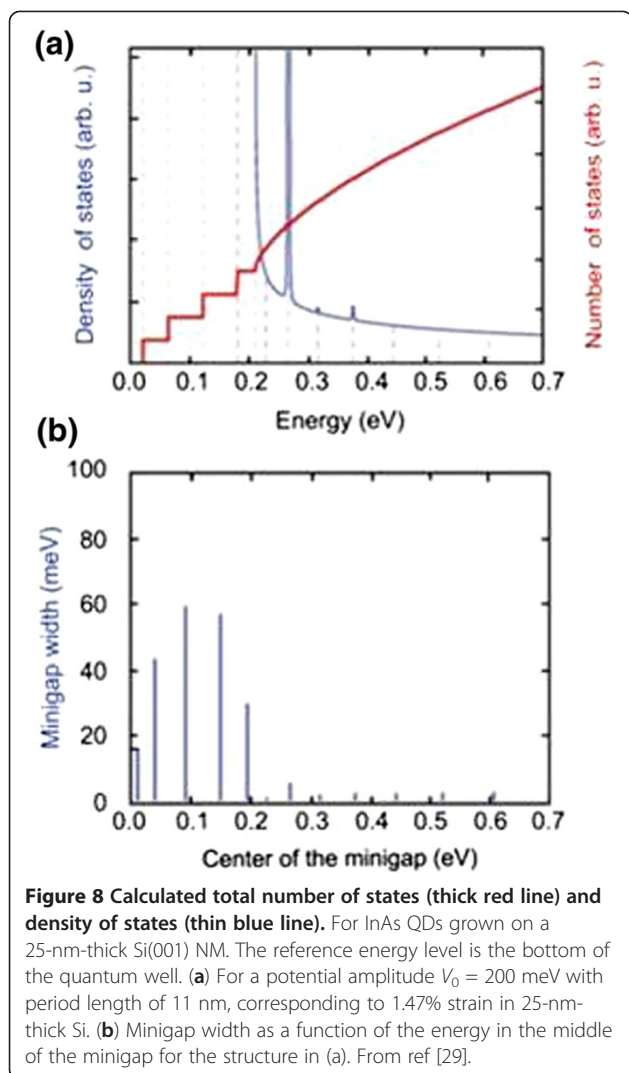 (a)
Density of states (arb. u.)
Number of states (arb. u.)
0.0 0.1 0.2 0.3 0.4 0.5 0.6 0.7
Energy (eV)
(b)
Minigap width (meV)
100
80
60
40
20
0
0.0 0.1 0.2 0.3 0.4 0.5 0.6 0.7
Center of the minigap (eV)
Figure 8 Calculated total number of states (thick red line) and
density of states (thin blue line). For InAs QDs grown on a
25-nm-thick Si(001) NM. The reference energy level is the bottom of
the quantum well. (a) For a potential amplitude V₀ = 200 meV with
period length of 11 nm, corresponding to 1.47% strain in 25-nm-
thick Si. (b) Minigap width as a function of the energy in the middle
of the minigap for the structure in (a). From ref [29].